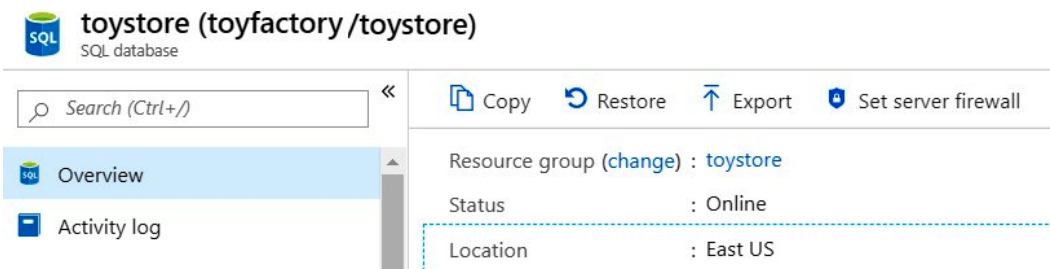 SQL
toystore (toyfactory/toystore)
SQL database
Search (Ctrl+/)
«
Copy
Restore
Export
Set server firewall
SQL
Overview
Activity log
Resource group (change) : toystore
Status : Online
Location : East US